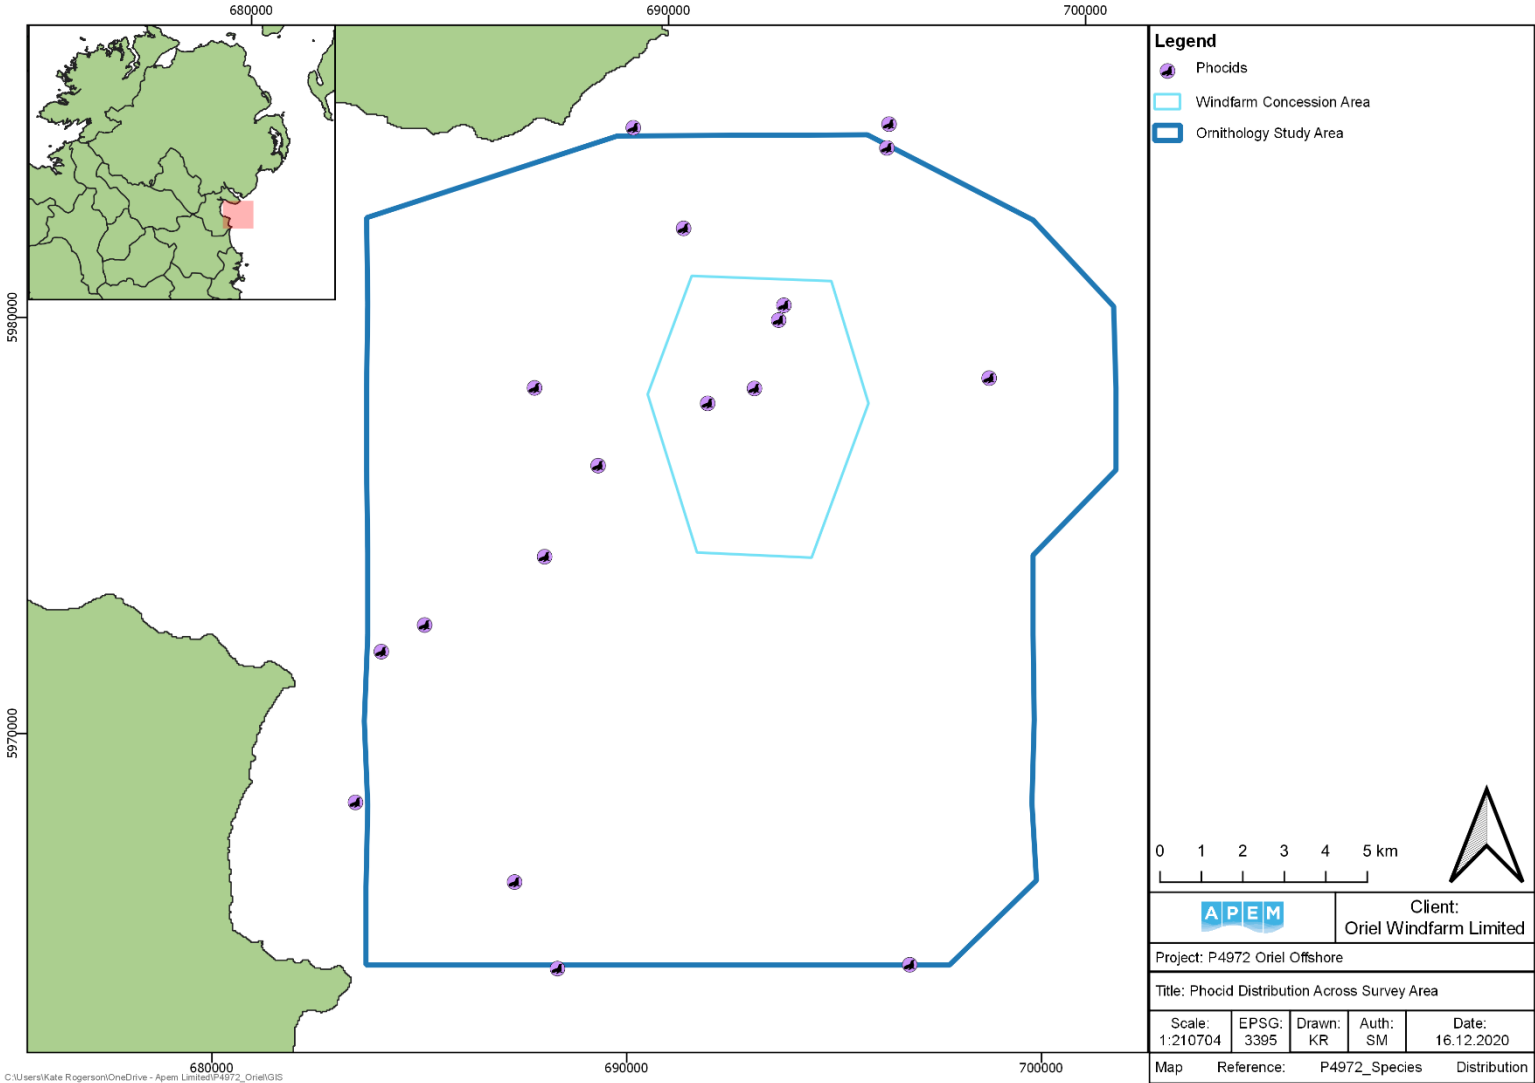 680000
690000
700000
5980000
5970000
680000
690000
700000
C:\Users\Kate Rogerson\OneDrive - Apem Limited\P4972_Oriel\GIS
Legend
Phocids
Windfarm Concession Area
Ornithology Study Area
0 1 2 3 4 5 km
APEM
Client:
Oriel Windfarm Limited
Project: P4972 Oriel Offshore
Title: Phocid Distribution Across Survey Area
Scale: EPSG: Drawn: Auth: Date:
1:210704 3395 KR SM 16.12.2020
Map Reference: P4972_Species Distribution